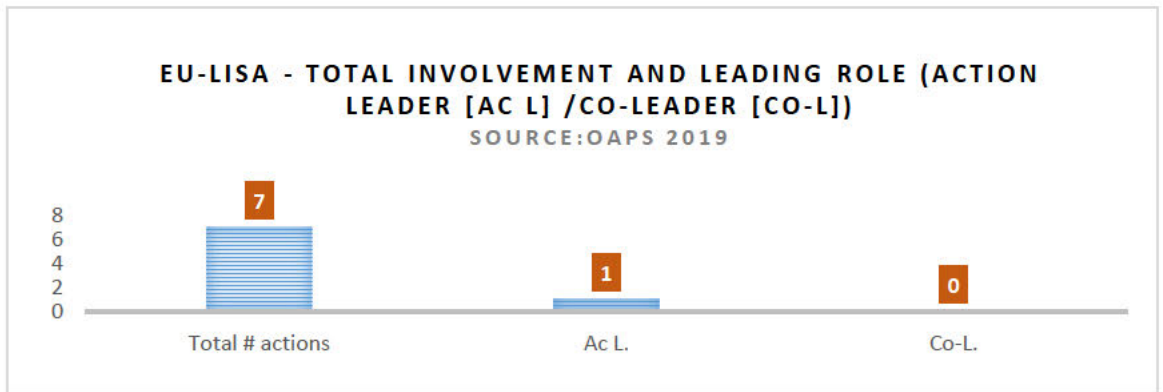 EU-LISA - TOTAL INVOLVEMENT AND LEADING ROLE (ACTION
LEADER [AC L] /CO-LEADER [CO-L])
SOURCE:OAPS 2019
7
8
6
1
4
0
2
0
Total # actions
Ac L.
Co-L.